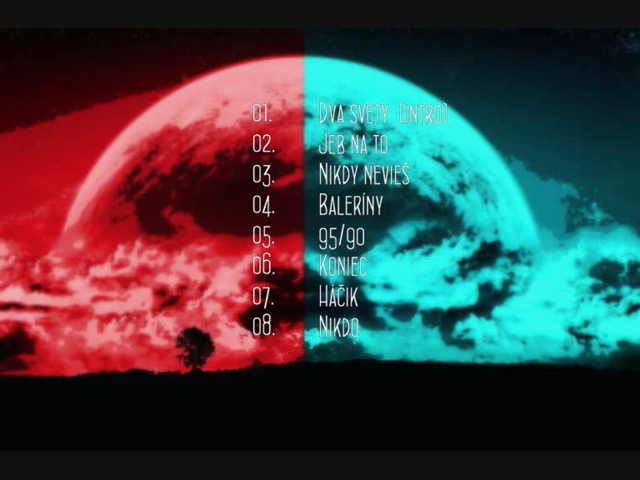 01. Dva svety (intro)
02. Jeb na to
03. Nikdy nevieš
04. Baleríny
05. 95/90
06. Koniec
07. Háčik
08. Nikdo